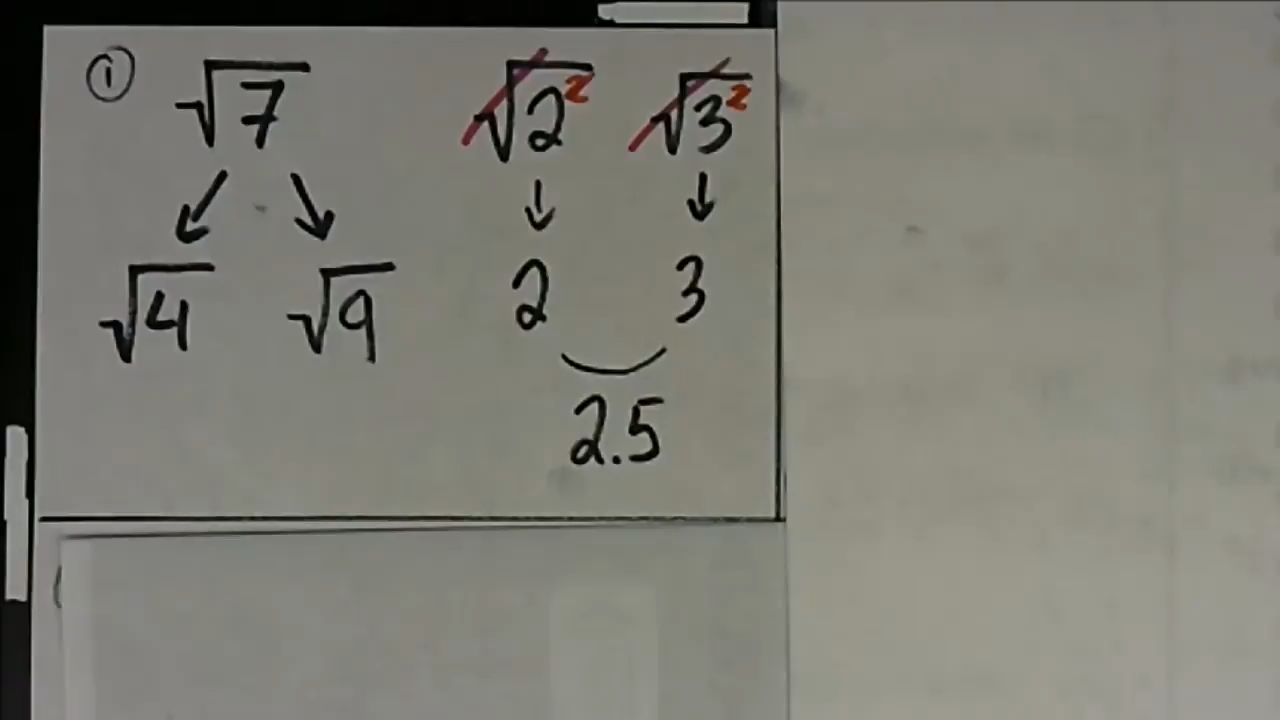 ① √7 √2² √3²
↙ ↘ ↓ ↓
√4 √9 2 3
2.5